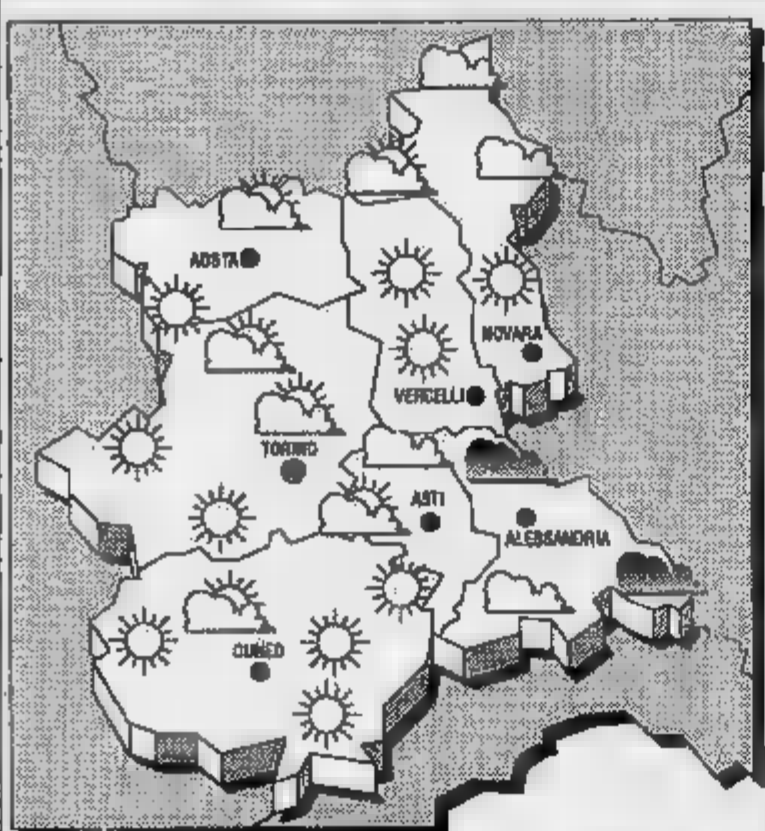 AOSTA
NOVARA
VERCELLI
TORINO
ASTI
ALESSANDRIA
CUNEO